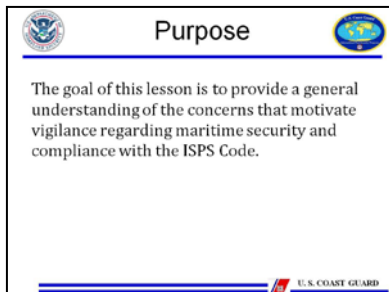 Purpose
The goal of this lesson is to provide a general
understanding of the concerns that motivate
vigilance regarding maritime security and
compliance with the ISPS Code.
U. S. COAST GUARD